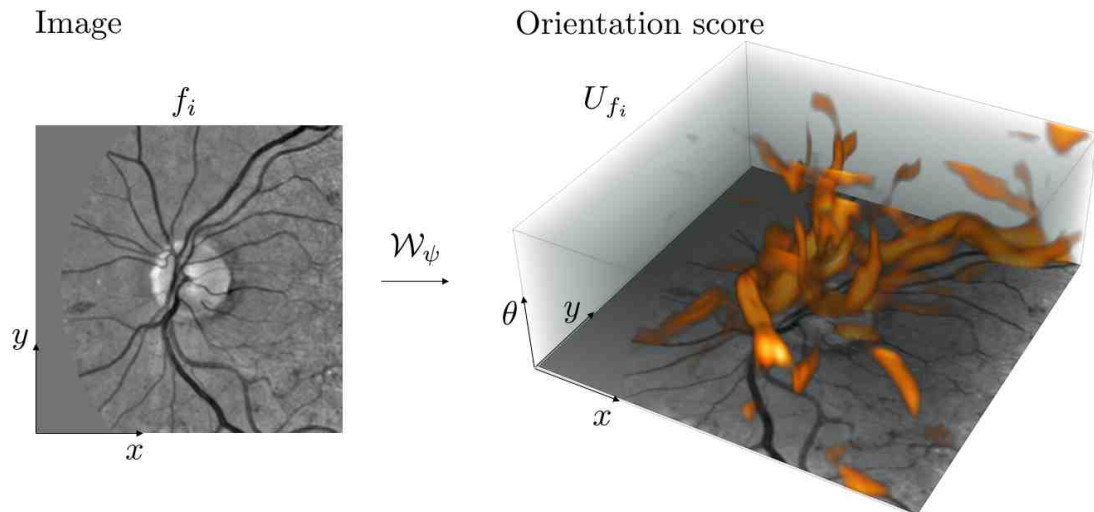 Image
Orientation score
f_i
U_{f_i}
𝒲_ψ
y
x
θ
y
x